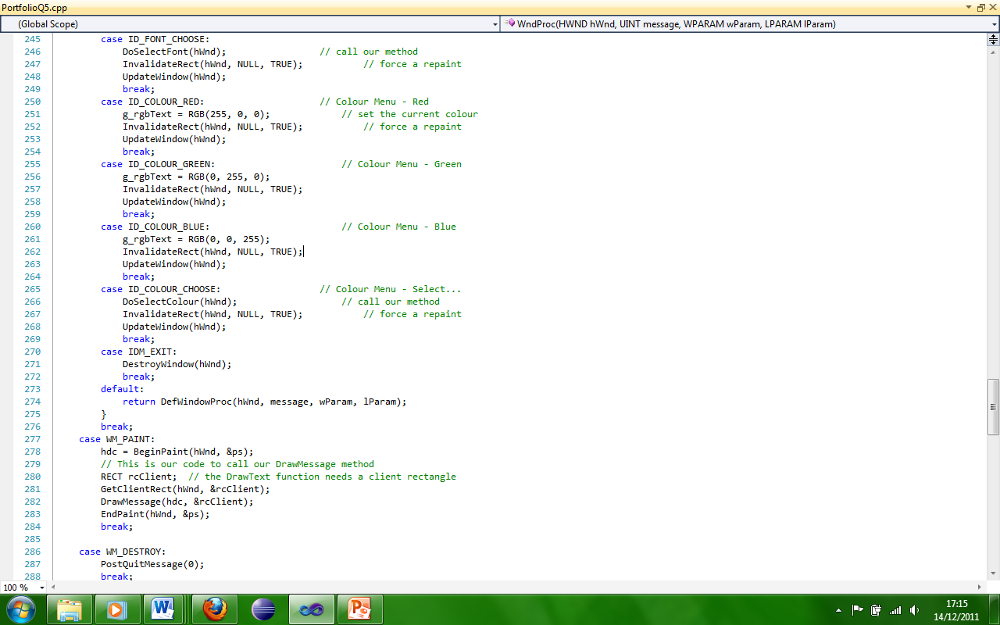 PortfolioQ5.cpp
(Global Scope) WndProc(HWND hWnd, UINT message, WPARAM wParam, LPARAM lParam)
245 case ID_FONT_CHOOSE:
246 DoSelectFont(hWnd); // call our method
247 InvalidateRect(hWnd, NULL, TRUE); // force a repaint
248 UpdateWindow(hWnd);
249 break;
250 case ID_COLOUR_RED: // Colour Menu - Red
251 g_rgbText = RGB(255, 0, 0); // set the current colour
252 InvalidateRect(hWnd, NULL, TRUE); // force a repaint
253 UpdateWindow(hWnd);
254 break;
255 case ID_COLOUR_GREEN: // Colour Menu - Green
256 g_rgbText = RGB(0, 255, 0);
257 InvalidateRect(hWnd, NULL, TRUE);
258 UpdateWindow(hWnd);
259 break;
260 case ID_COLOUR_BLUE: // Colour Menu - Blue
261 g_rgbText = RGB(0, 0, 255);
262 InvalidateRect(hWnd, NULL, TRUE);
263 UpdateWindow(hWnd);
264 break;
265 case ID_COLOUR_CHOOSE: // Colour Menu - Select...
266 DoSelectColour(hWnd); // call our method
267 InvalidateRect(hWnd, NULL, TRUE); // force a repaint
268 UpdateWindow(hWnd);
269 break;
270 case IDM_EXIT:
271 DestroyWindow(hWnd);
272 break;
273 default:
274 return DefWindowProc(hWnd, message, wParam, lParam);
275 }
276 break;
277 case WM_PAINT:
278 hdc = BeginPaint(hWnd, &ps);
279 // This is our code to call our DrawMessage method
280 RECT rcClient; // the DrawText function needs a client rectangle
281 GetClientRect(hWnd, &rcClient);
282 DrawMessage(hdc, &rcClient);
283 EndPaint(hWnd, &ps);
284 break;
285
286 case WM_DESTROY:
287 PostQuitMessage(0);
288 break;
100 %
17:15
14/12/2011